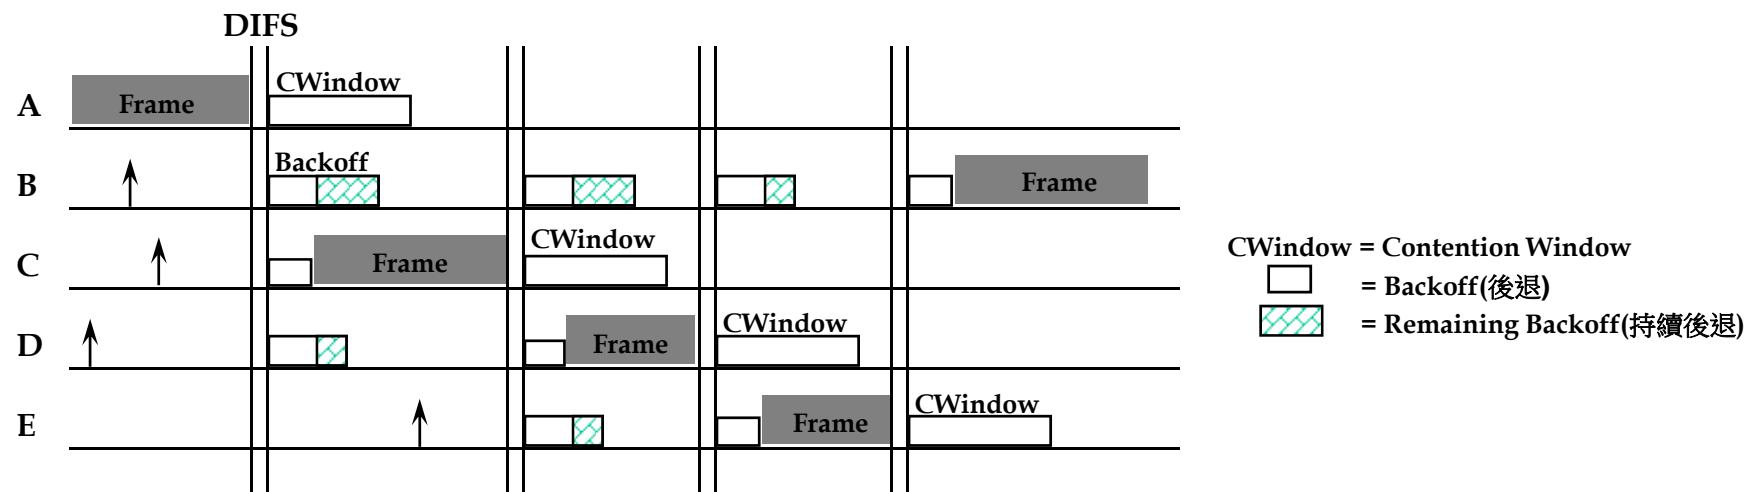 DIFS
A
Frame
CWindow
B
Backoff
Frame
C
Frame
CWindow
D
Frame
CWindow
E
Frame
CWindow
CWindow = Contention Window
= Backoff(後退)
= Remaining Backoff(持續後退)